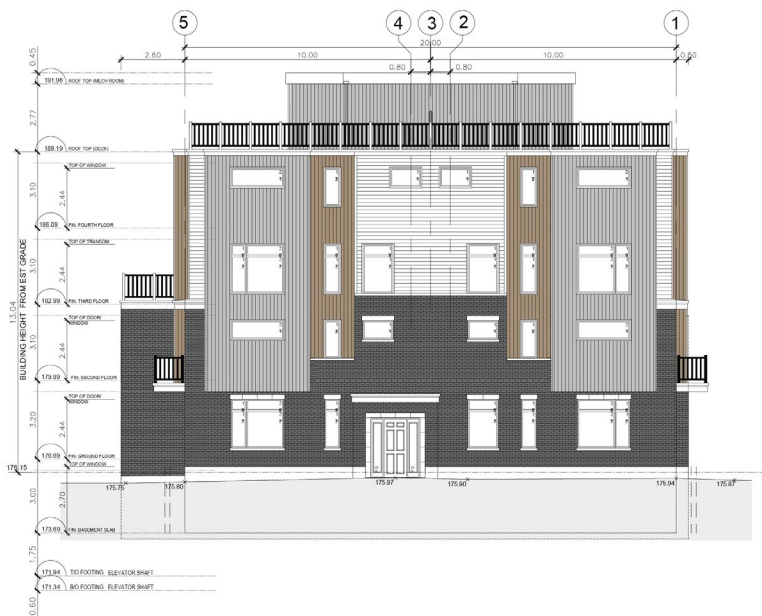 5
4
3
2
1
20.00
2.60
10.00
10.00
0.60
0.80
0.80
0.45
191.96 ROOF TOP (MECH ROOM)
2.77
189.19 ROOF TOP (DECK)
TOP OF WINDOW
3.10
2.44
186.09 FIN. FOURTH FLOOR
TOP OF TRANSOM
3.10
2.44
182.99 FIN. THIRD FLOOR
TOP OF DOOR/
WINDOW
3.10
2.44
179.89 FIN. SECOND FLOOR
TOP OF DOOR/
WINDOW
3.20
2.44
176.69 FIN. GROUND FLOOR
TOP OF WINDOW
176.15
13.04
BUILDING HEIGHT FROM EST GRADE
175.75
175.80
175.97
175.90
175.94
175.87
3.00
2.70
173.69 FIN. BASEMENT SLAB
1.75
171.94 T/O FOOTING ELEVATOR SHAFT
171.34 B/O FOOTING ELEVATOR SHAFT
0.60